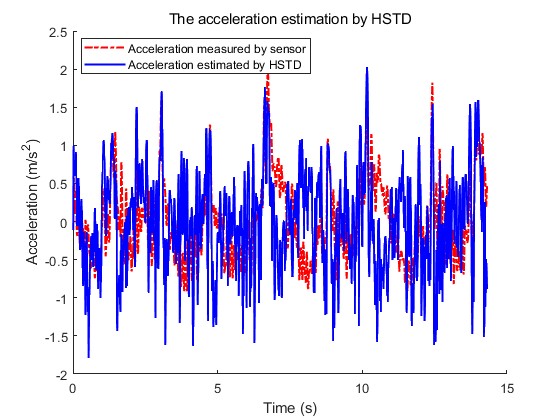 The acceleration estimation by HSTD
2.5
Acceleration measured by sensor
Acceleration estimated by HSTD
2
1.5
1
0.5
0
-0.5
-1
-1.5
-2
Acceleration (m/s²)
0 5 10 15
Time (s)